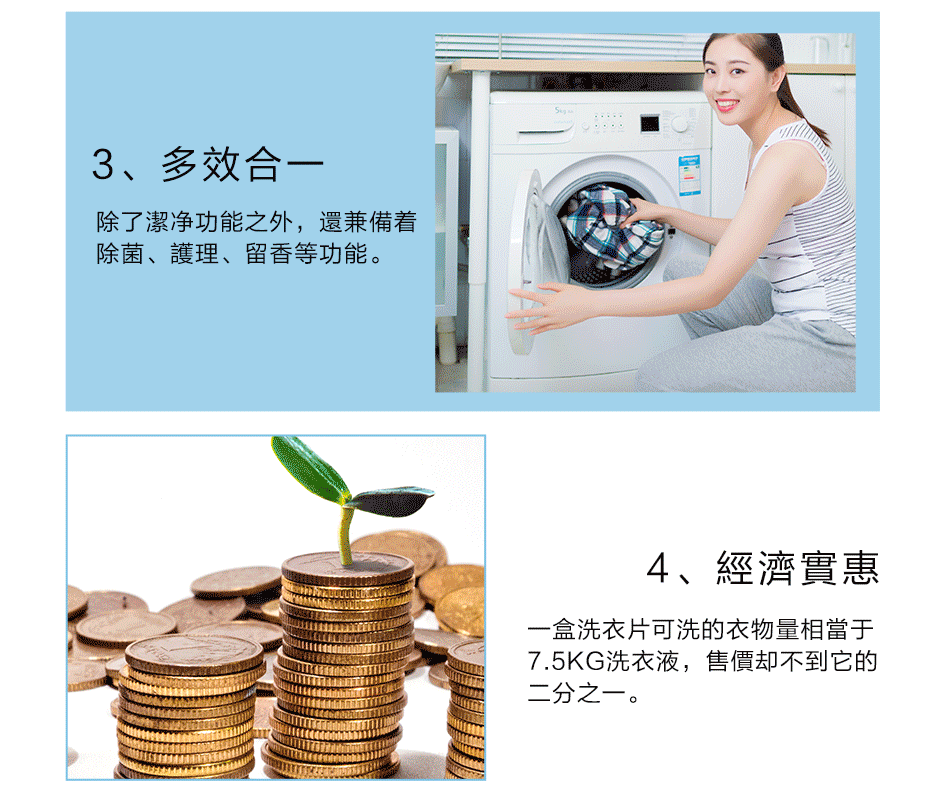 3、多效合一
除了潔净功能之外，還兼備着
除菌、護理、留香等功能。
5kg
4、經濟實惠
一盒洗衣片可洗的衣物量相當于
7.5KG洗衣液，售價却不到它的
二分之一。